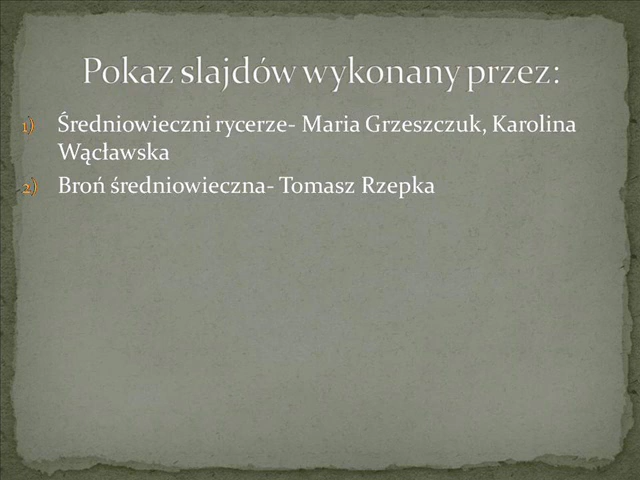 Pokaz slajdów wykonany przez:
1) Średniowieczni rycerze- Maria Grzeszczuk, Karolina
Wącławska
2) Broń średniowieczna- Tomasz Rzepka